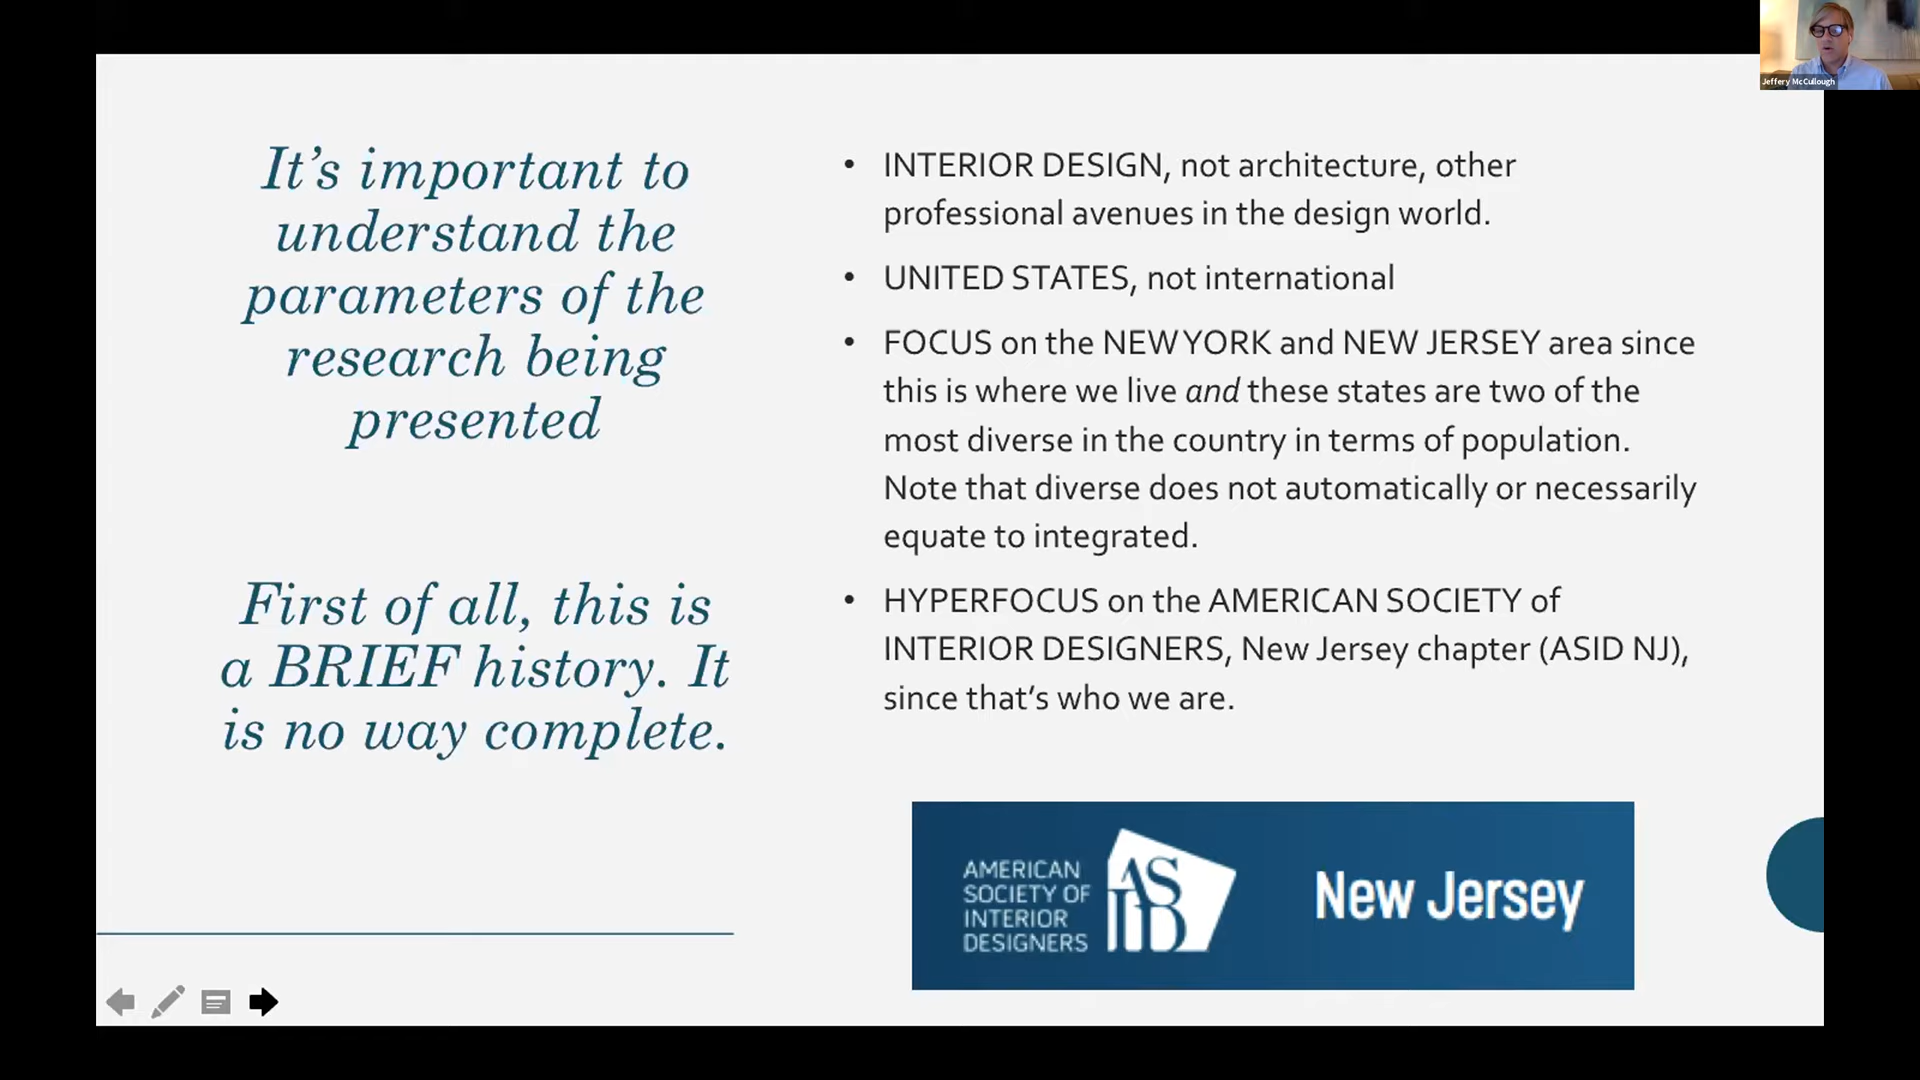 Jeffery McCullough
It’s important to
understand the
parameters of the
research being
presented
First of all, this is
a BRIEF history. It
is no way complete.
• INTERIOR DESIGN, not architecture, other
professional avenues in the design world.
• UNITED STATES, not international
• FOCUS on the NEW YORK and NEW JERSEY area since
this is where we live and these states are two of the
most diverse in the country in terms of population.
Note that diverse does not automatically or necessarily
equate to integrated.
• HYPERFOCUS on the AMERICAN SOCIETY of
INTERIOR DESIGNERS, New Jersey chapter (ASID NJ),
since that’s who we are.
AMERICAN
SOCIETY OF
INTERIOR
DESIGNERS
AS
ID
New Jersey